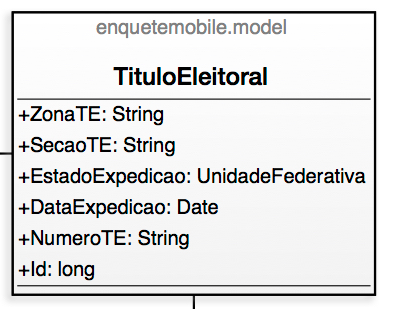 enquetemobile.model
TituloEleitoral
+ZonaTE: String
+SecaoTE: String
+EstadoExpedicao: UnidadeFederativa
+DataExpedicao: Date
+NumeroTE: String
+Id: long